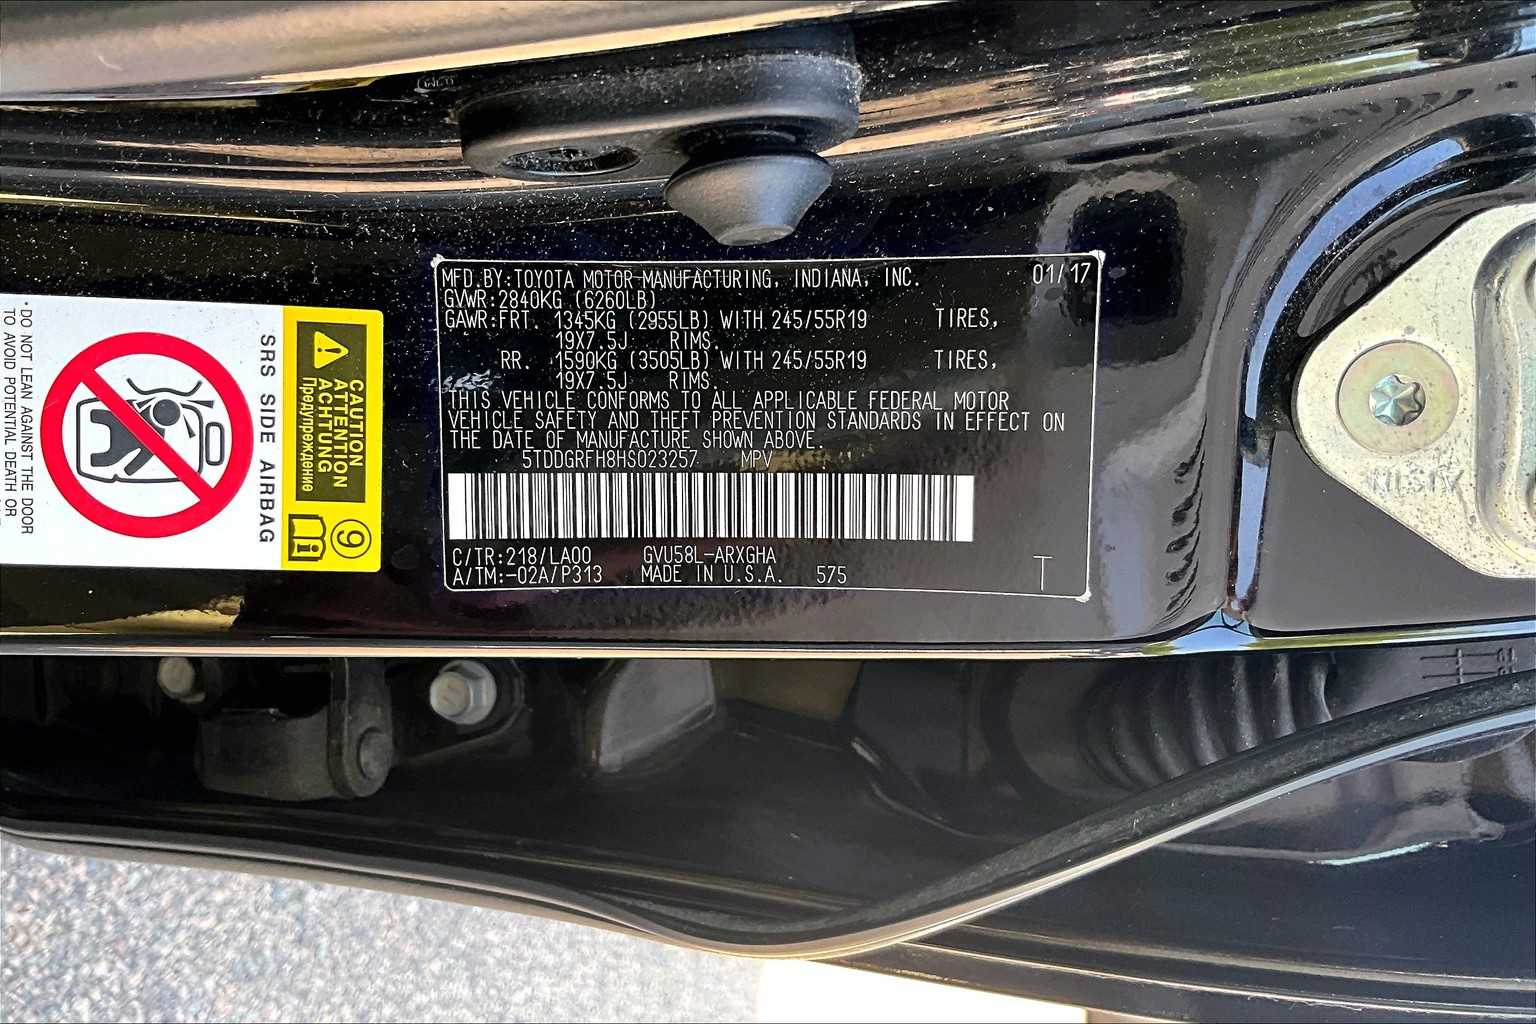 MFD.BY:TOYOTA MOTOR MANUFACTURING, INDIANA, INC. 01/17
GVWR:2840KG (6260LB)
GAWR:FRT. 1345KG (2955LB) WITH 245/55R19 TIRES,
19X7.5J RIMS.
RR. 1590KG (3505LB) WITH 245/55R19 TIRES,
19X7.5J RIMS.
THIS VEHICLE CONFORMS TO ALL APPLICABLE FEDERAL MOTOR
VEHICLE SAFETY AND THEFT PREVENTION STANDARDS IN EFFECT ON
THE DATE OF MANUFACTURE SHOWN ABOVE.
5TDDGRFH8HS023257 MPV
C/TR:218/LA00 GVU58L-ARXGHA
A/TM:-02A/P313 MADE IN U.S.A. 575 T
CAUTION
ATTENTION
ACHTUNG
Предупреждение
9
SRS SIDE AIRBAG
•DO NOT LEAN AGAINST THE DOOR
TO AVOID POTENTIAL DEATH OR